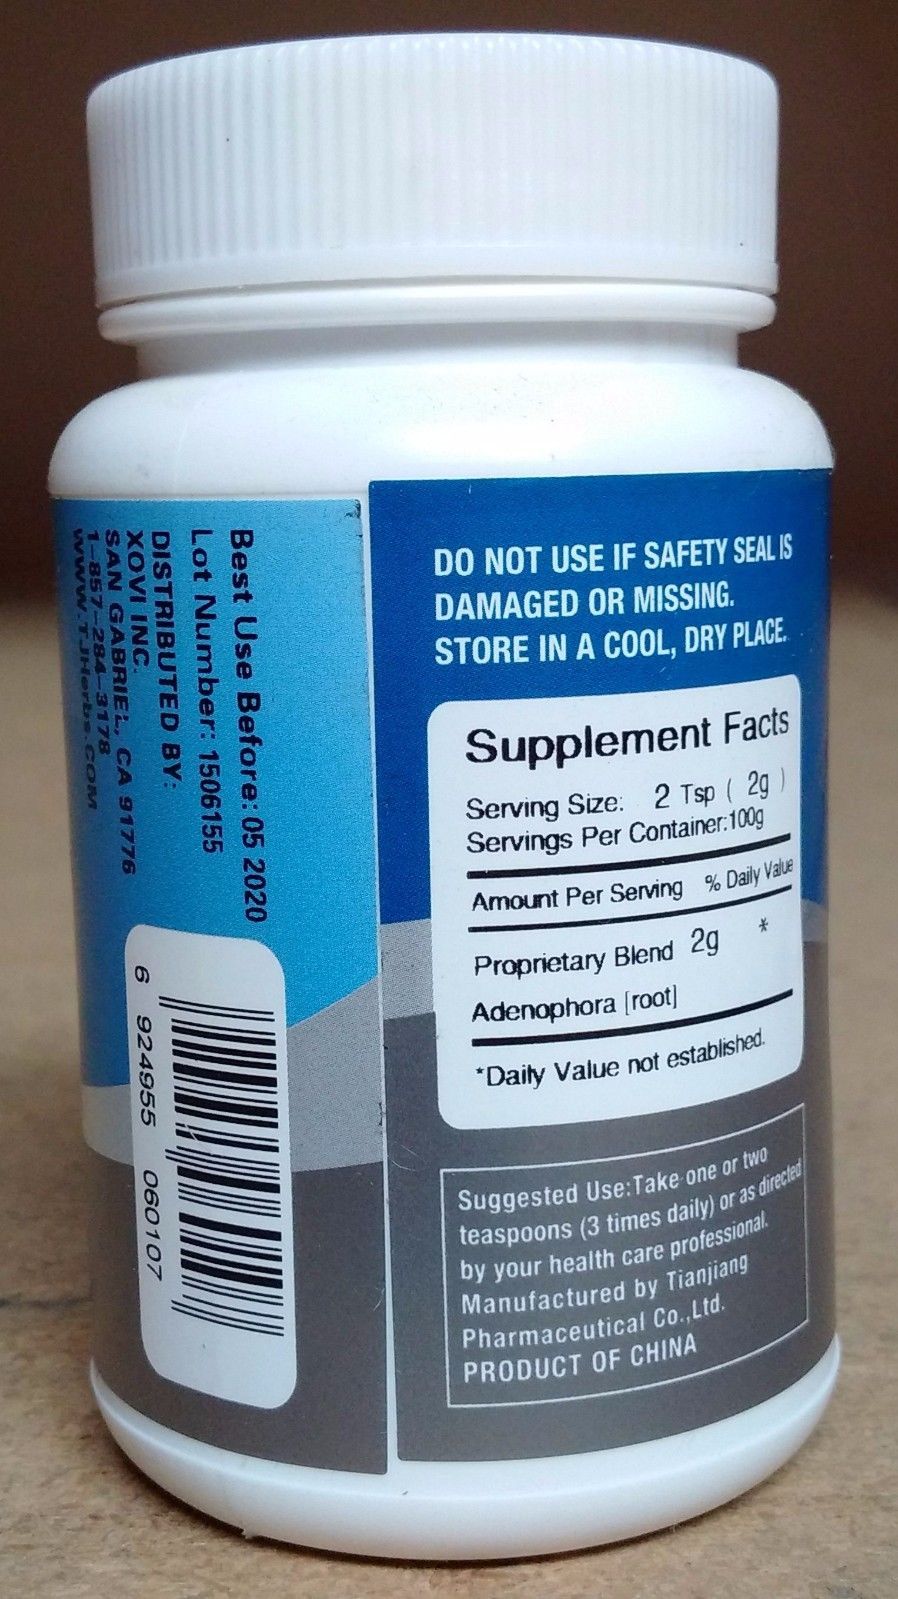 Best Use Before: 05 2020
Lot Number: 1506155
DISTRIBUTED BY:
XOVI INC.
SAN GABRIEL, CA 91776
1-857-284-3178
WWW.TJHerbs.COM
6 924955 060107
DO NOT USE IF SAFETY SEAL IS
DAMAGED OR MISSING.
STORE IN A COOL, DRY PLACE.
Supplement Facts
Serving Size: 2 Tsp ( 2g )
Servings Per Container:100g
Amount Per Serving % Daily Value
Proprietary Blend 2g *
Adenophora [root]
*Daily Value not established.
Suggested Use:Take one or two
teaspoons (3 times daily) or as directed
by your health care professional.
Manufactured by Tianjiang
Pharmaceutical Co.,Ltd.
PRODUCT OF CHINA